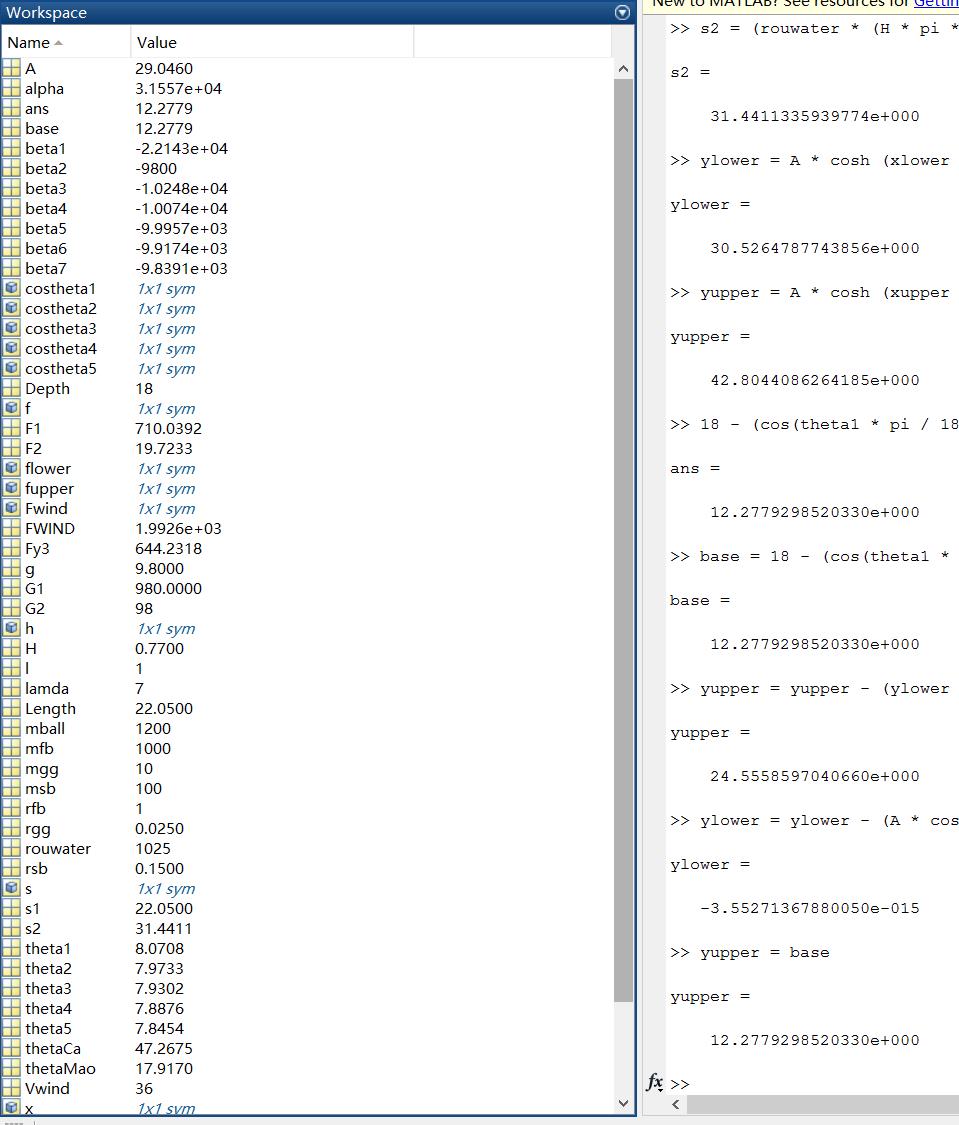 Workspace
Name Value
A 29.0460
alpha 3.1557e+04
ans 12.2779
base 12.2779
beta1 -2.2143e+04
beta2 -9800
beta3 -1.0248e+04
beta4 -1.0074e+04
beta5 -9.9957e+03
beta6 -9.9174e+03
beta7 -9.8391e+03
costheta1 1x1 sym
costheta2 1x1 sym
costheta3 1x1 sym
costheta4 1x1 sym
costheta5 1x1 sym
Depth 18
f 1x1 sym
F1 710.0392
F2 19.7233
flower 1x1 sym
fupper 1x1 sym
Fwind 1x1 sym
FWIND 1.9926e+03
Fy3 644.2318
g 9.8000
G1 980.0000
G2 98
h 1x1 sym
H 0.7700
l 1
lamda 7
Length 22.0500
mball 1200
mfb 1000
mgg 10
msb 100
rfb 1
rgg 0.0250
rouwater 1025
rsb 0.1500
s 1x1 sym
s1 22.0500
s2 31.4411
theta1 8.0708
theta2 7.9733
theta3 7.9302
theta4 7.8876
theta5 7.8454
thetaCa 47.2675
thetaMao 17.9170
Vwind 36
x 1x1 sym
New to MATLAB? See resources for Gettin
>> s2 = (rouwater * (H * pi *
s2 =
31.4411335939774e+000
>> ylower = A * cosh (xlower
ylower =
30.5264787743856e+000
>> yupper = A * cosh (xupper
yupper =
42.8044086264185e+000
>> 18 - (cos(theta1 * pi / 18
ans =
12.2779298520330e+000
>> base = 18 - (cos(theta1 *
base =
12.2779298520330e+000
>> yupper = yupper - (ylower
yupper =
24.5558597040660e+000
>> ylower = ylower - (A * cos
ylower =
-3.55271367880050e-015
>> yupper = base
yupper =
12.2779298520330e+000
fx >>